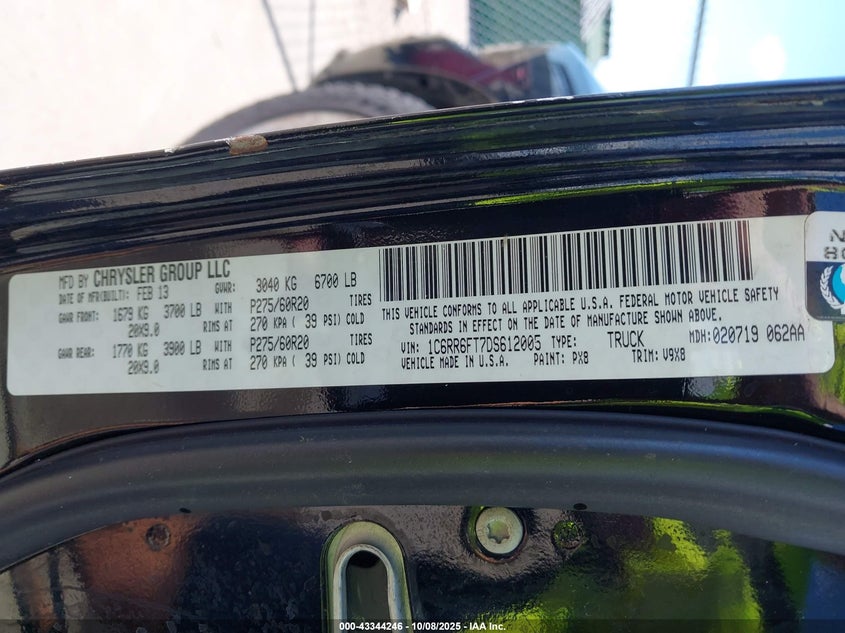 MFD BY CHRYSLER GROUP LLC
DATE OF MFR(BUILT): FEB 13 GVWR: 3040 KG 6700 LB
GAWR FRONT: 1679 KG 3700 LB WITH P275/60R20 TIRES
20X9.0 RIMS AT 270 KPA ( 39 PSI) COLD
GAWR REAR: 1770 KG 3900 LB WITH P275/60R20 TIRES
20X9.0 RIMS AT 270 KPA ( 39 PSI) COLD
THIS VEHICLE CONFORMS TO ALL APPLICABLE U.S.A. FEDERAL MOTOR VEHICLE SAFETY
STANDARDS IN EFFECT ON THE DATE OF MANUFACTURE SHOWN ABOVE.
VIN: 1C6RR6FT7DS612005 TYPE: TRUCK MDH:020719 062AA
VEHICLE MADE IN U.S.A. PAINT: PX8 TRIM: V9X8
000-43344246 - 10/08/2025 - IAA Inc.